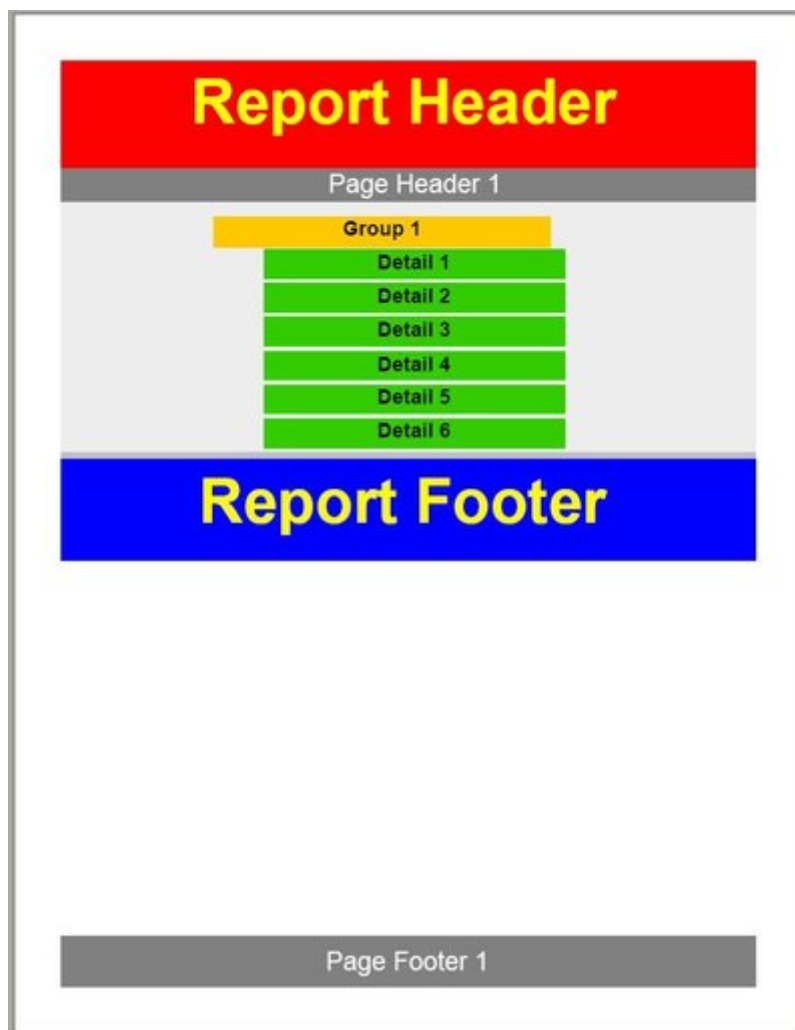 Report Header
Page Header 1
Group 1
Detail 1
Detail 2
Detail 3
Detail 4
Detail 5
Detail 6
Report Footer
Page Footer 1